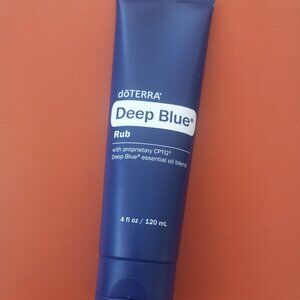 dōTERRA®
Deep Blue®
Rub
with proprietary CPTG®
Deep Blue® essential oil blend
4 fl oz / 120 mL